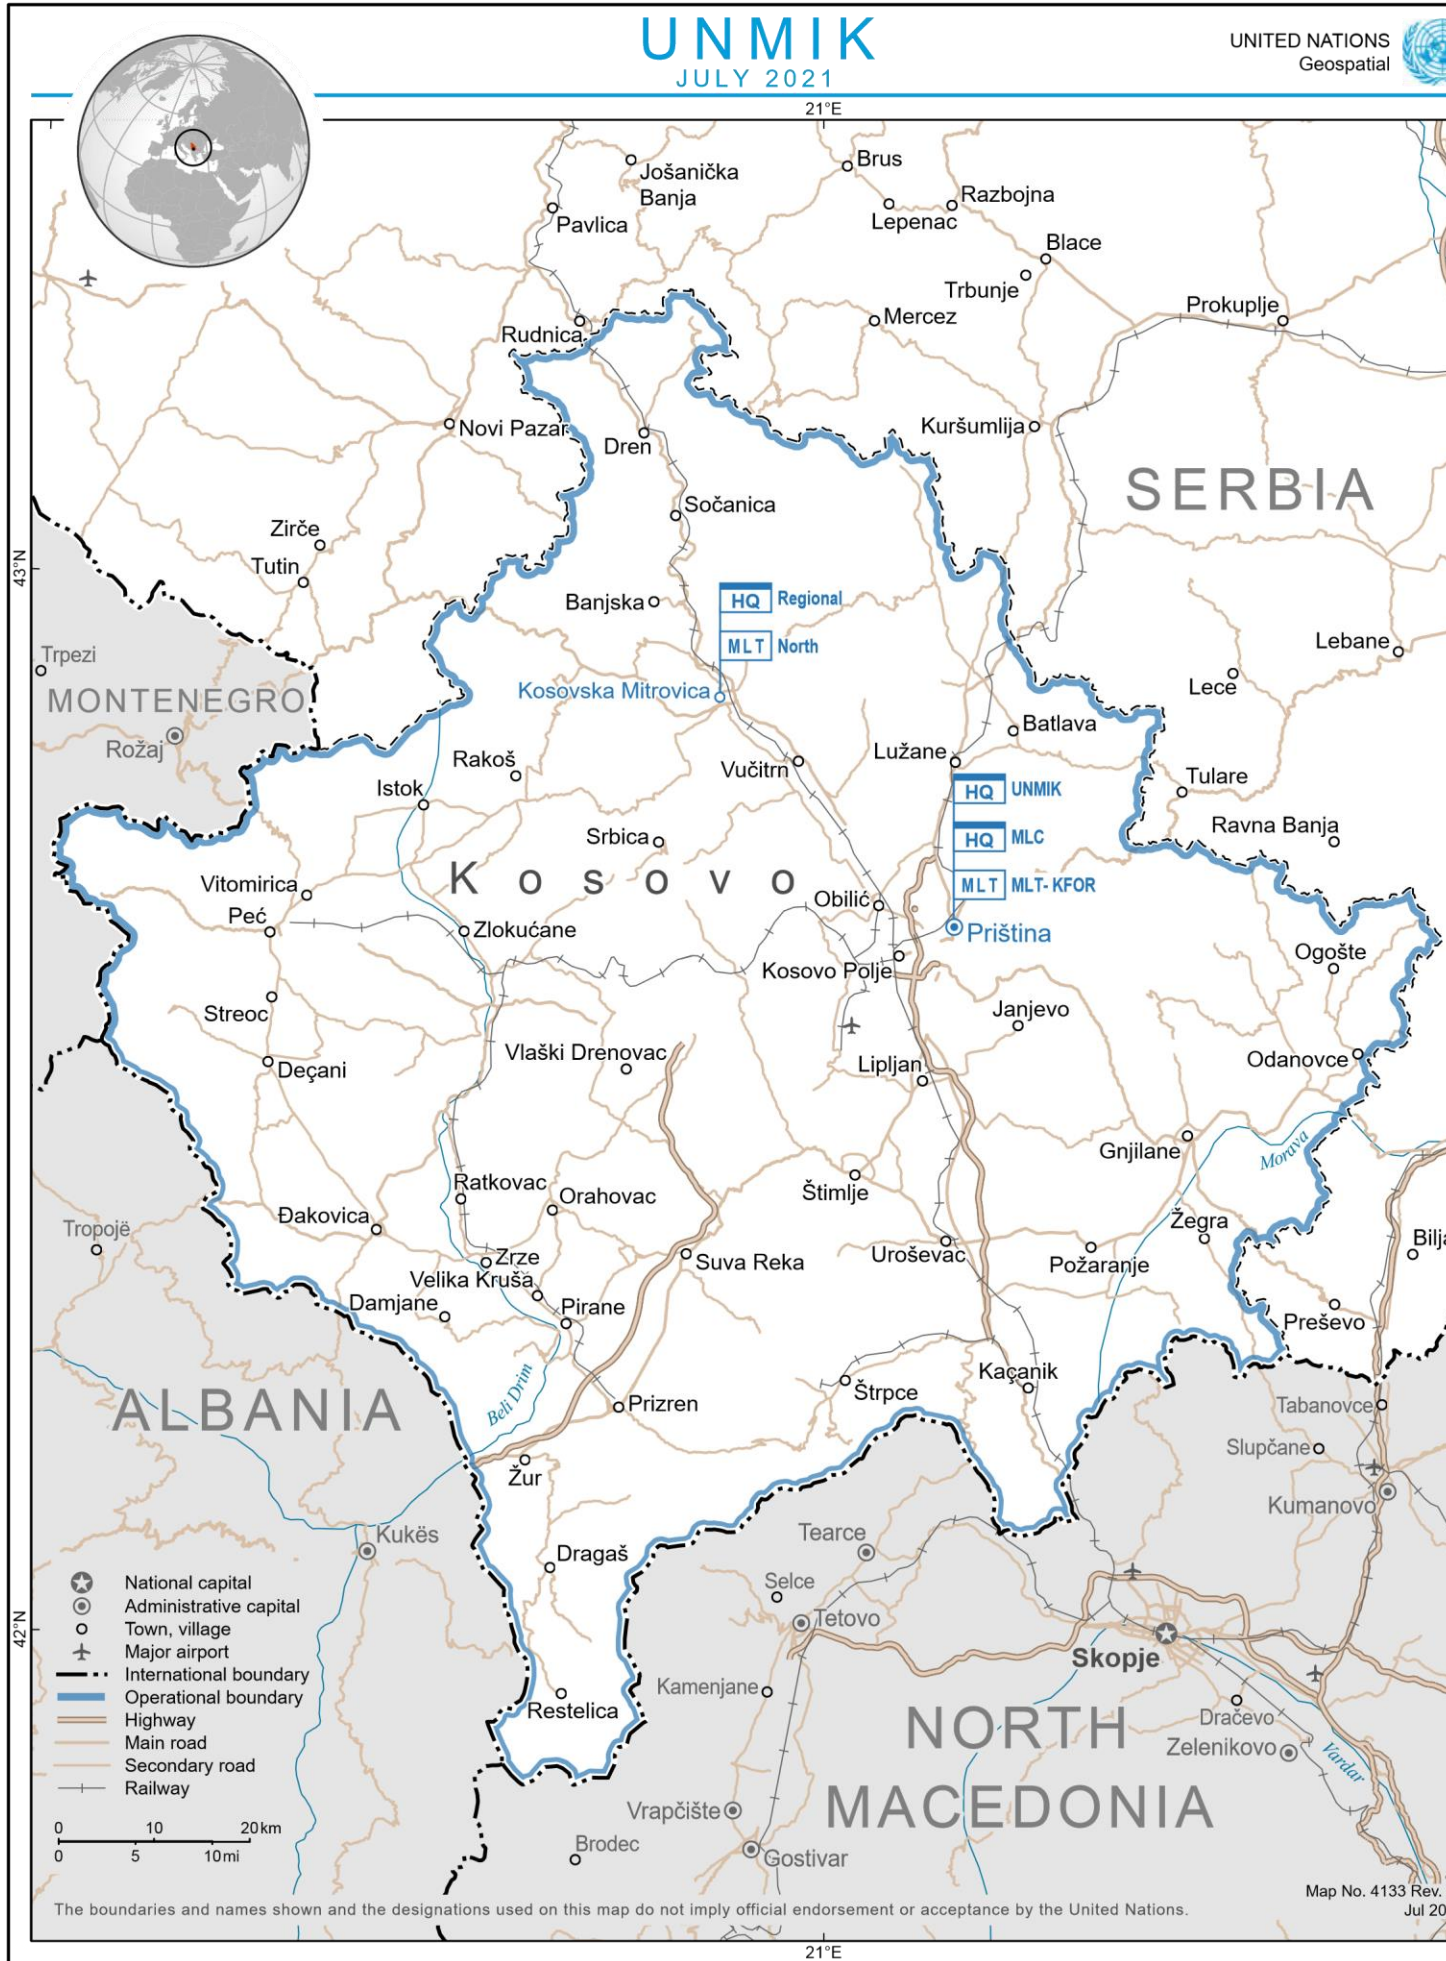 UNMIK
JULY 2021
UNITED NATIONS
Geospatial
21°E
Jošanička
Banja
Brus
Pavlica
Lepenac
Razbojna
Blace
Trbunje
Mercez
Prokuplje
Rudnica
Novi Pazar
Dren
Kuršumlija
SERBIA
Sočanica
Zirče
Tutin
43°N
Banjska
HQ Regional
MLT North
Lebane
Trpezi
Lece
MONTENEGRO
Kosovska Mitrovica
Rožaj
Batlava
Rakoš
Vučitrn
Lužane
Istok
Tulare
HQ UNMIK
Srbica
HQ MLC
Ravna Banja
Kosovo
Vitomirica
MLT MLT-KFOR
Obilić
Peć
Zlokućane
Priština
Ogošte
Kosovo Polje
Streoc
Janjevo
Vlaški Drenovac
Odanovce
Deçani
Lipljan
Gnjilane
Morava
Ratkovac
Orahovac
Štimlje
Đakovica
Žegra
Tropojë
Zrze
Suva Reka
Uroševac
Požaranje
Bilja
Velika Kruša
Damjane
Pirane
Preševo
Kaçanik
Štrpce
ALBANIA
Beli Drim
Prizren
Tabanovce
Slupčane
Žur
Kumanovo
Kukës
Tearce
Dragaš
Selce
Tetovo
42°N
Skopje
Kamenjane
Restelica
Dračevo
NORTH
MACEDONIA
Zelenikovo
Vardar
Vrapčište
Brodec
Gostivar
National capital
Administrative capital
Town, village
Major airport
International boundary
Operational boundary
Highway
Main road
Secondary road
Railway
0 10 20km
0 5 10mi
Map No. 4133 Rev.
The boundaries and names shown and the designations used on this map do not imply official endorsement or acceptance by the United Nations.
Jul 20
21°E